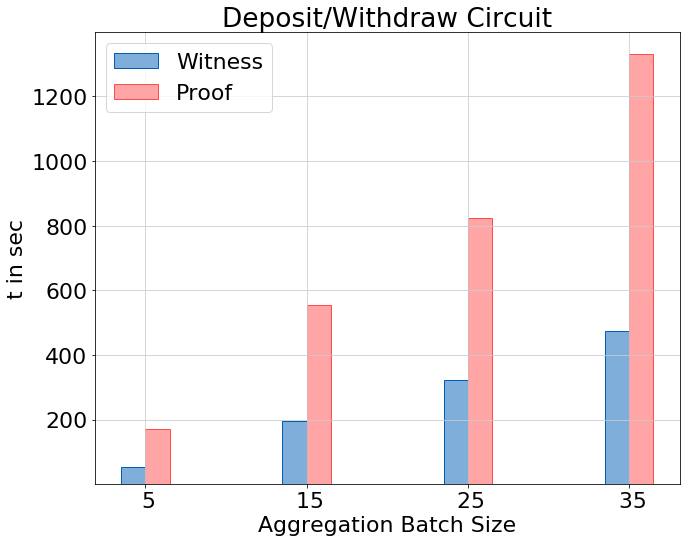 Deposit/Withdraw Circuit
Witness
Proof
1200
1000
800
600
400
200
t in sec
5 15 25 35
Aggregation Batch Size